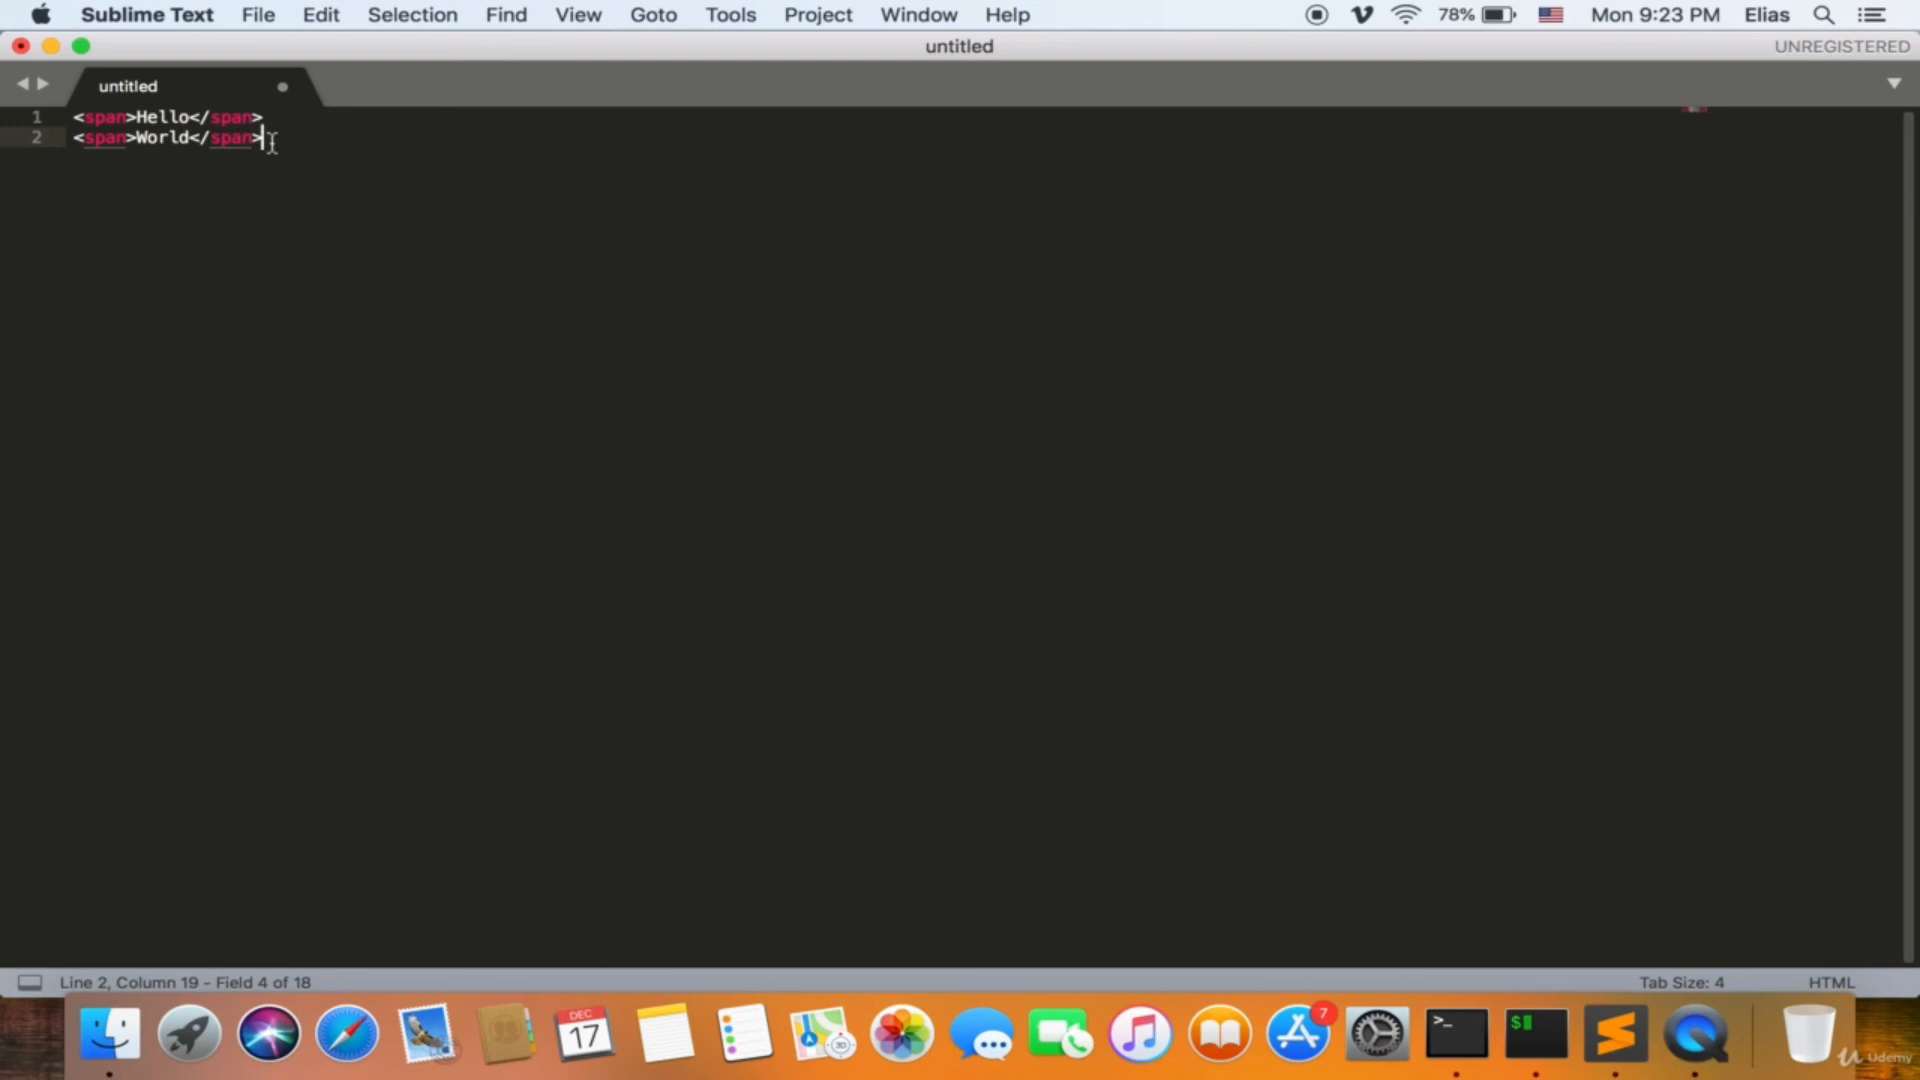 Sublime Text File Edit Selection Find View Goto Tools Project Window Help 78% Mon 9:23 PM Elias
untitled UNREGISTERED
untitled
1 <span>Hello</span>
2 <span>World</span>
Line 2, Column 19 - Field 4 of 18 Tab Size: 4 HTML
DEC
17
3D
7
>_
$
Udemy